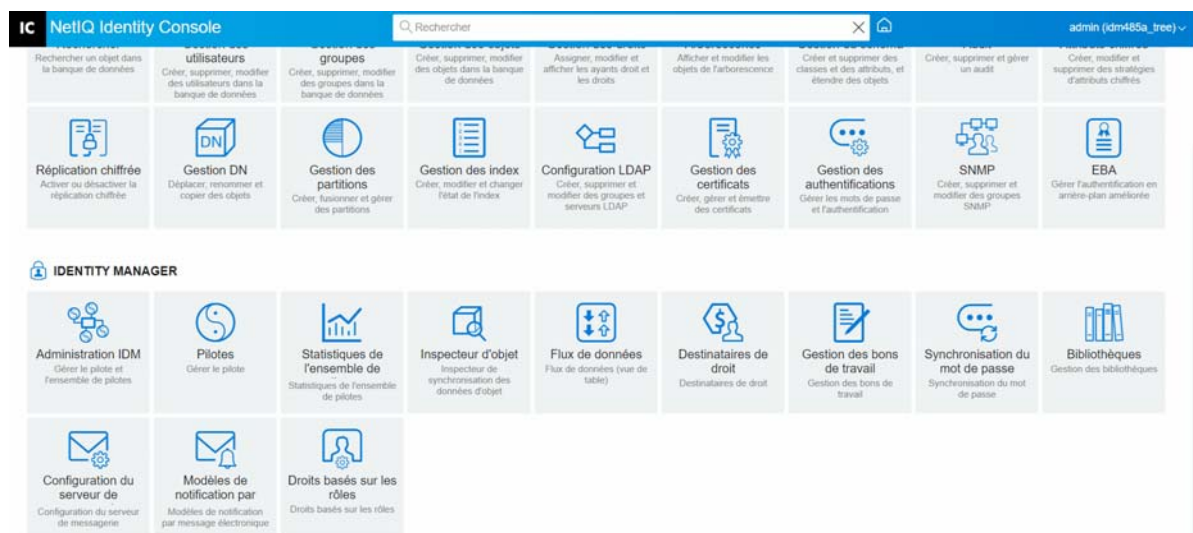 IC NetIQ Identity Console
Rechercher
admin (idm485a_tree)
Rechercher un objet dans
la banque de données
utilisateurs
Créer, supprimer, modifier
des utilisateurs dans la
banque de données
groupes
Créer, supprimer, modifier
des groupes dans la
banque de données
Créer, supprimer, modifier
des objets dans la banque
de données
Assigner, modifier et
afficher les ayants droit et
les droits
Afficher et modifier les
objets de l'arborescence
Créer et supprimer des
classes et des attributs, et
étendre des objets
Créer, supprimer et gérer
un audit
Créer, modifier et
supprimer des stratégies
d'attributs chiffrés
Réplication chiffrée
Activer ou désactiver la
réplication chiffrée
DN
Gestion DN
Déplacer, renommer et
copier des objets
Gestion des
partitions
Créer, fusionner et gérer
des partitions
Gestion des index
Créer, modifier et changer
l'état de l'index
Configuration LDAP
Créer, supprimer et
modifier des groupes et
serveurs LDAP
Gestion des
certificats
Créer, gérer et émettre
des certificats
Gestion des
authentifications
Gérer les mots de passe
et l'authentification
SNMP
Créer, supprimer et
modifier des groupes
SNMP
EBA
Gérer l'authentification en
arrière-plan améliorée
IDENTITY MANAGER
Administration IDM
Gérer le pilote et
l'ensemble de pilotes
Pilotes
Gérer le pilote
Statistiques de
l'ensemble de
Statistiques de l'ensemble
de pilotes
Inspecteur d'objet
Inspecteur de
synchronisation des
données d'objet
Flux de données
Flux de données (vue de
table)
Destinataires de
droit
Destinataires de droit
Gestion des bons
de travail
Gestion des bons de
travail
Synchronisation du
mot de passe
Synchronisation du mot
de passe
Bibliothèques
Gestion des bibliothèques
Configuration du
serveur de
Configuration du serveur
de messagerie
Modèles de
notification par
Modèles de notification
par message électronique
Droits basés sur les
rôles
Droits basés sur les rôles